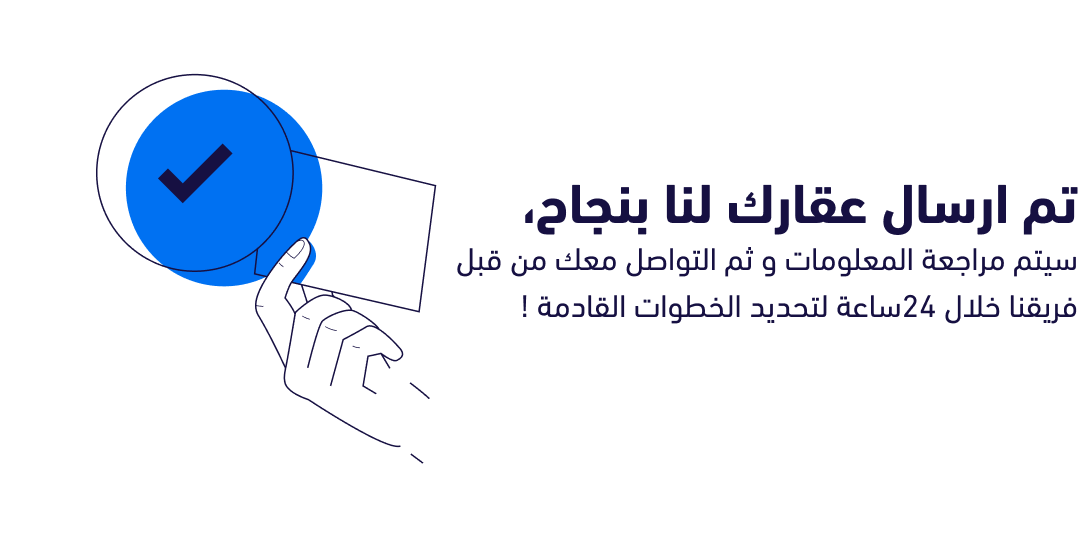 تم ارسال عقارك لنا بنجاح،
سيتم مراجعة المعلومات و ثم التواصل معك من قبل
فريقنا خلال 24ساعة لتحديد الخطوات القادمة !